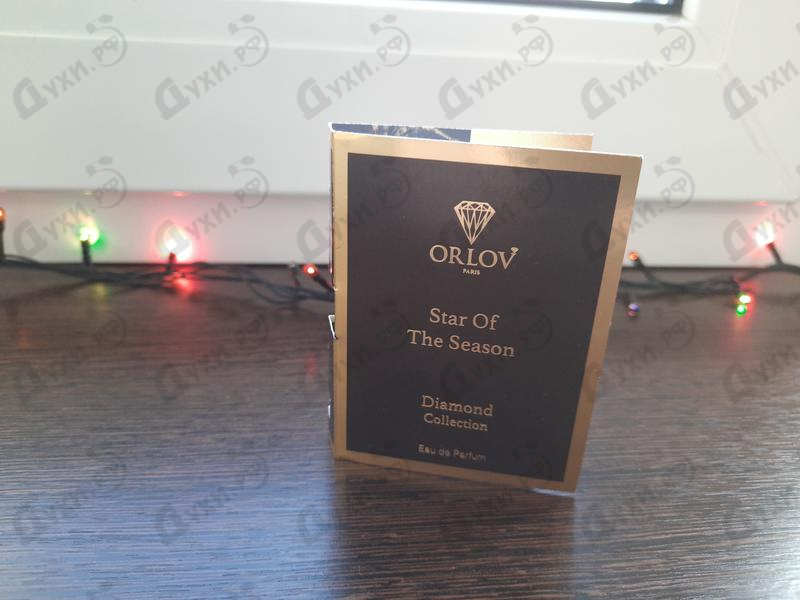 ORLOV
PARIS
Star Of
The Season
Diamond
Collection
Eau de Parfum
Духи.рф